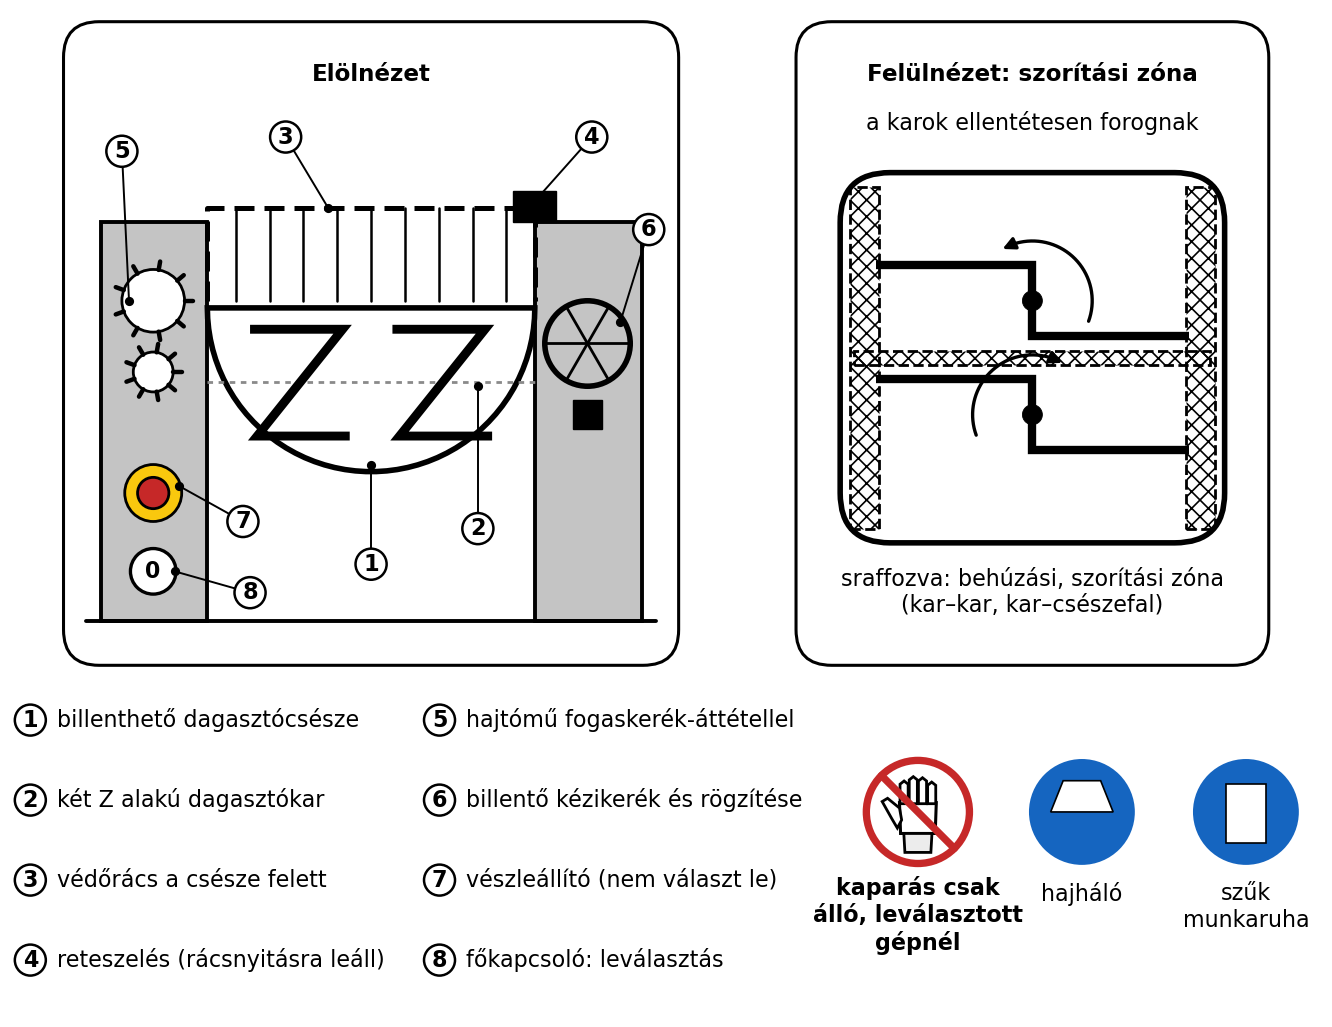 Elölnézet
5
3
4
6
7
0
8
1
2
Felülnézet: szorítási zóna
a karok ellentétesen forognak
sraffozva: behúzási, szorítási zóna
(kar–kar, kar–csészefal)
1 billenthető dagasztócsésze
2 két Z alakú dagasztókar
3 védőrács a csésze felett
4 reteszelés (rácsnyitásra leáll)
5 hajtómű fogaskerék-áttétellel
6 billentő kézikerék és rögzítése
7 vészleállító (nem választ le)
8 főkapcsoló: leválasztás
kaparás csak
álló, leválasztott
gépnél
hajháló
szűk
munkaruha